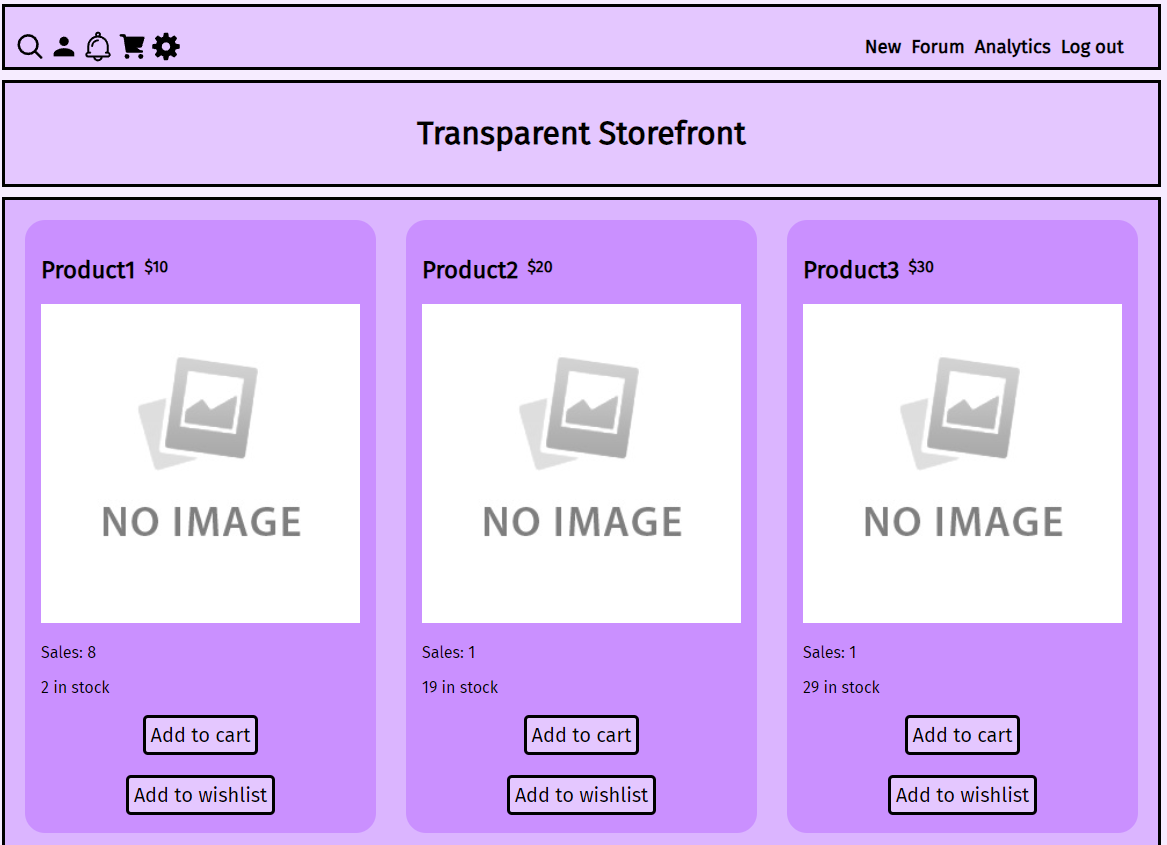 New Forum Analytics Log out
Transparent Storefront
Product1 $10
NO IMAGE
Sales: 8
2 in stock
Add to cart
Add to wishlist
Product2 $20
NO IMAGE
Sales: 1
19 in stock
Add to cart
Add to wishlist
Product3 $30
NO IMAGE
Sales: 1
29 in stock
Add to cart
Add to wishlist